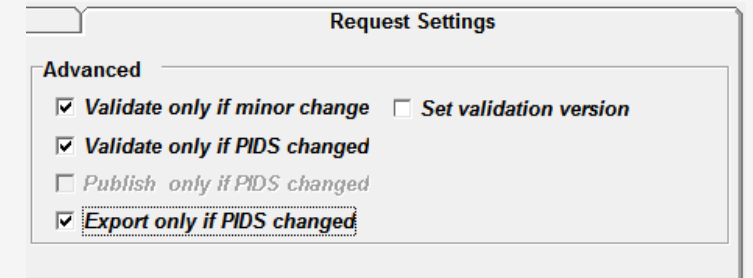 Request Settings
Advanced
Validate only if minor change Set validation version
Validate only if PIDS changed
Publish only if PIDS changed
Export only if PIDS changed